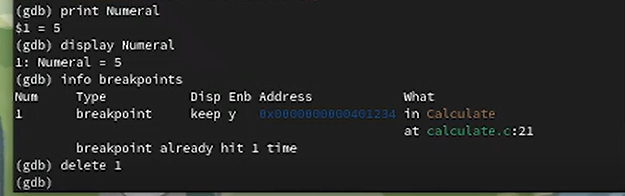 (gdb) print Numeral
$1 = 5
(gdb) display Numeral
1: Numeral = 5
(gdb) info breakpoints
Num Type Disp Enb Address What
1 breakpoint keep y 0x0000000000401234 in Calculate
at calculate.c:21
breakpoint already hit 1 time
(gdb) delete 1
(gdb)